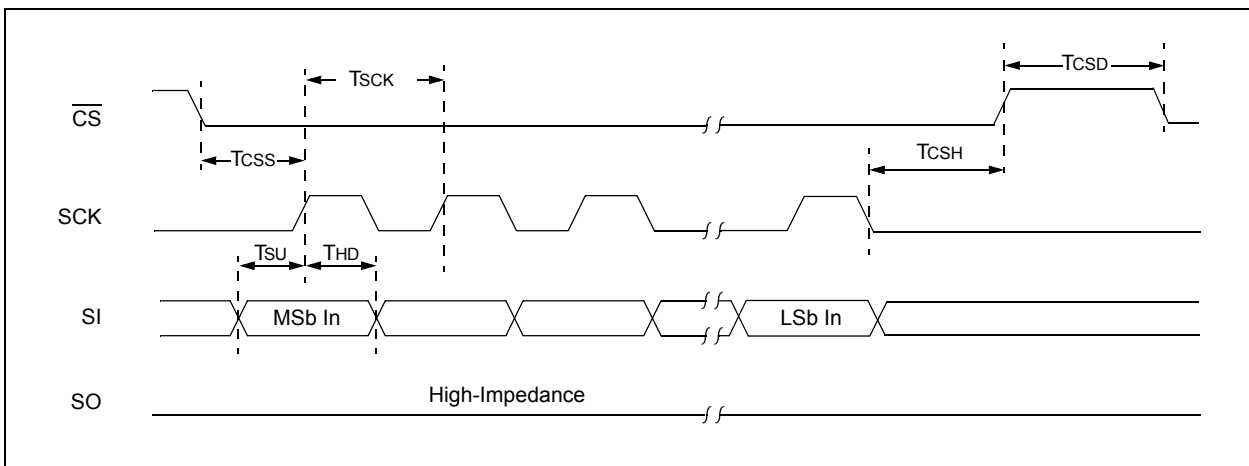 TSCK
TCSD
CS
TCSS
TCSH
SCK
TSU
THD
SI
MSb In
LSb In
High-Impedance
SO